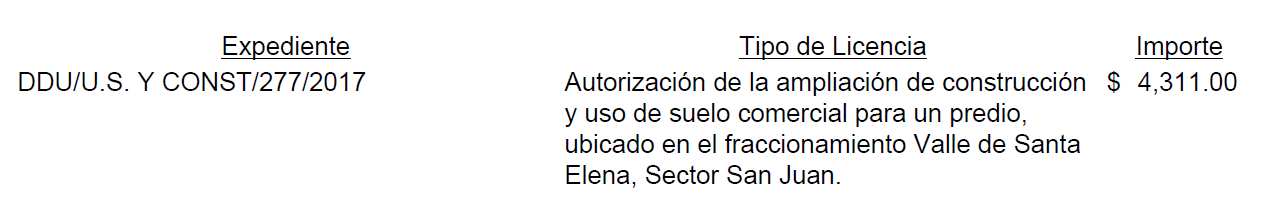 Expediente Tipo de Licencia Importe
DDU/U.S. Y CONST/277/2017 Autorización de la ampliación de construcción $ 4,311.00
y uso de suelo comercial para un predio,
ubicado en el fraccionamiento Valle de Santa
Elena, Sector San Juan.